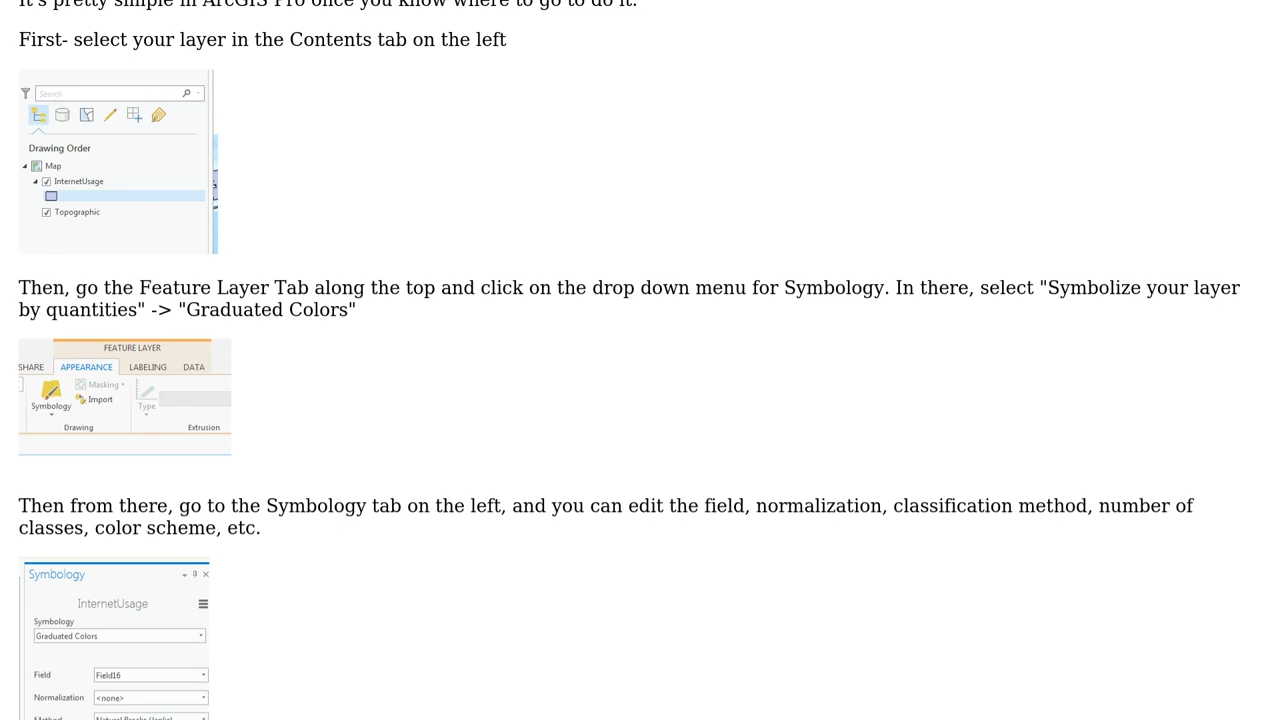 It's pretty simple in ArcGIS Pro once you know where to go to do it.
First- select your layer in the Contents tab on the left
Search
Drawing Order
Map
InternetUsage
Topographic
Then, go the Feature Layer Tab along the top and click on the drop down menu for Symbology. In there, select "Symbolize your layer
by quantities" -> "Graduated Colors"
FEATURE LAYER
SHARE APPEARANCE LABELING DATA
Masking
Import
Symbology
Type
Drawing
Extrusion
Then from there, go to the Symbology tab on the left, and you can edit the field, normalization, classification method, number of
classes, color scheme, etc.
Symbology
InternetUsage
Symbology
Graduated Colors
Field Field16
Normalization <none>
Method Natural Breaks (Jenks)